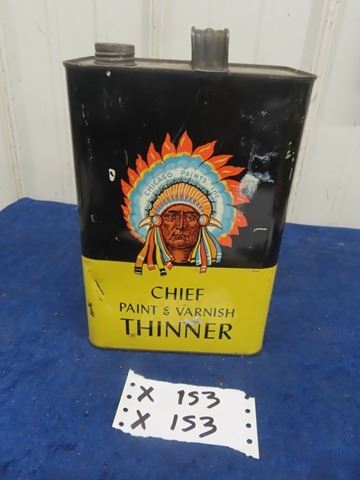 CHICAGO PAINTS INC
CHIEF
PAINT & VARNISH
THINNER
X 153
X 153